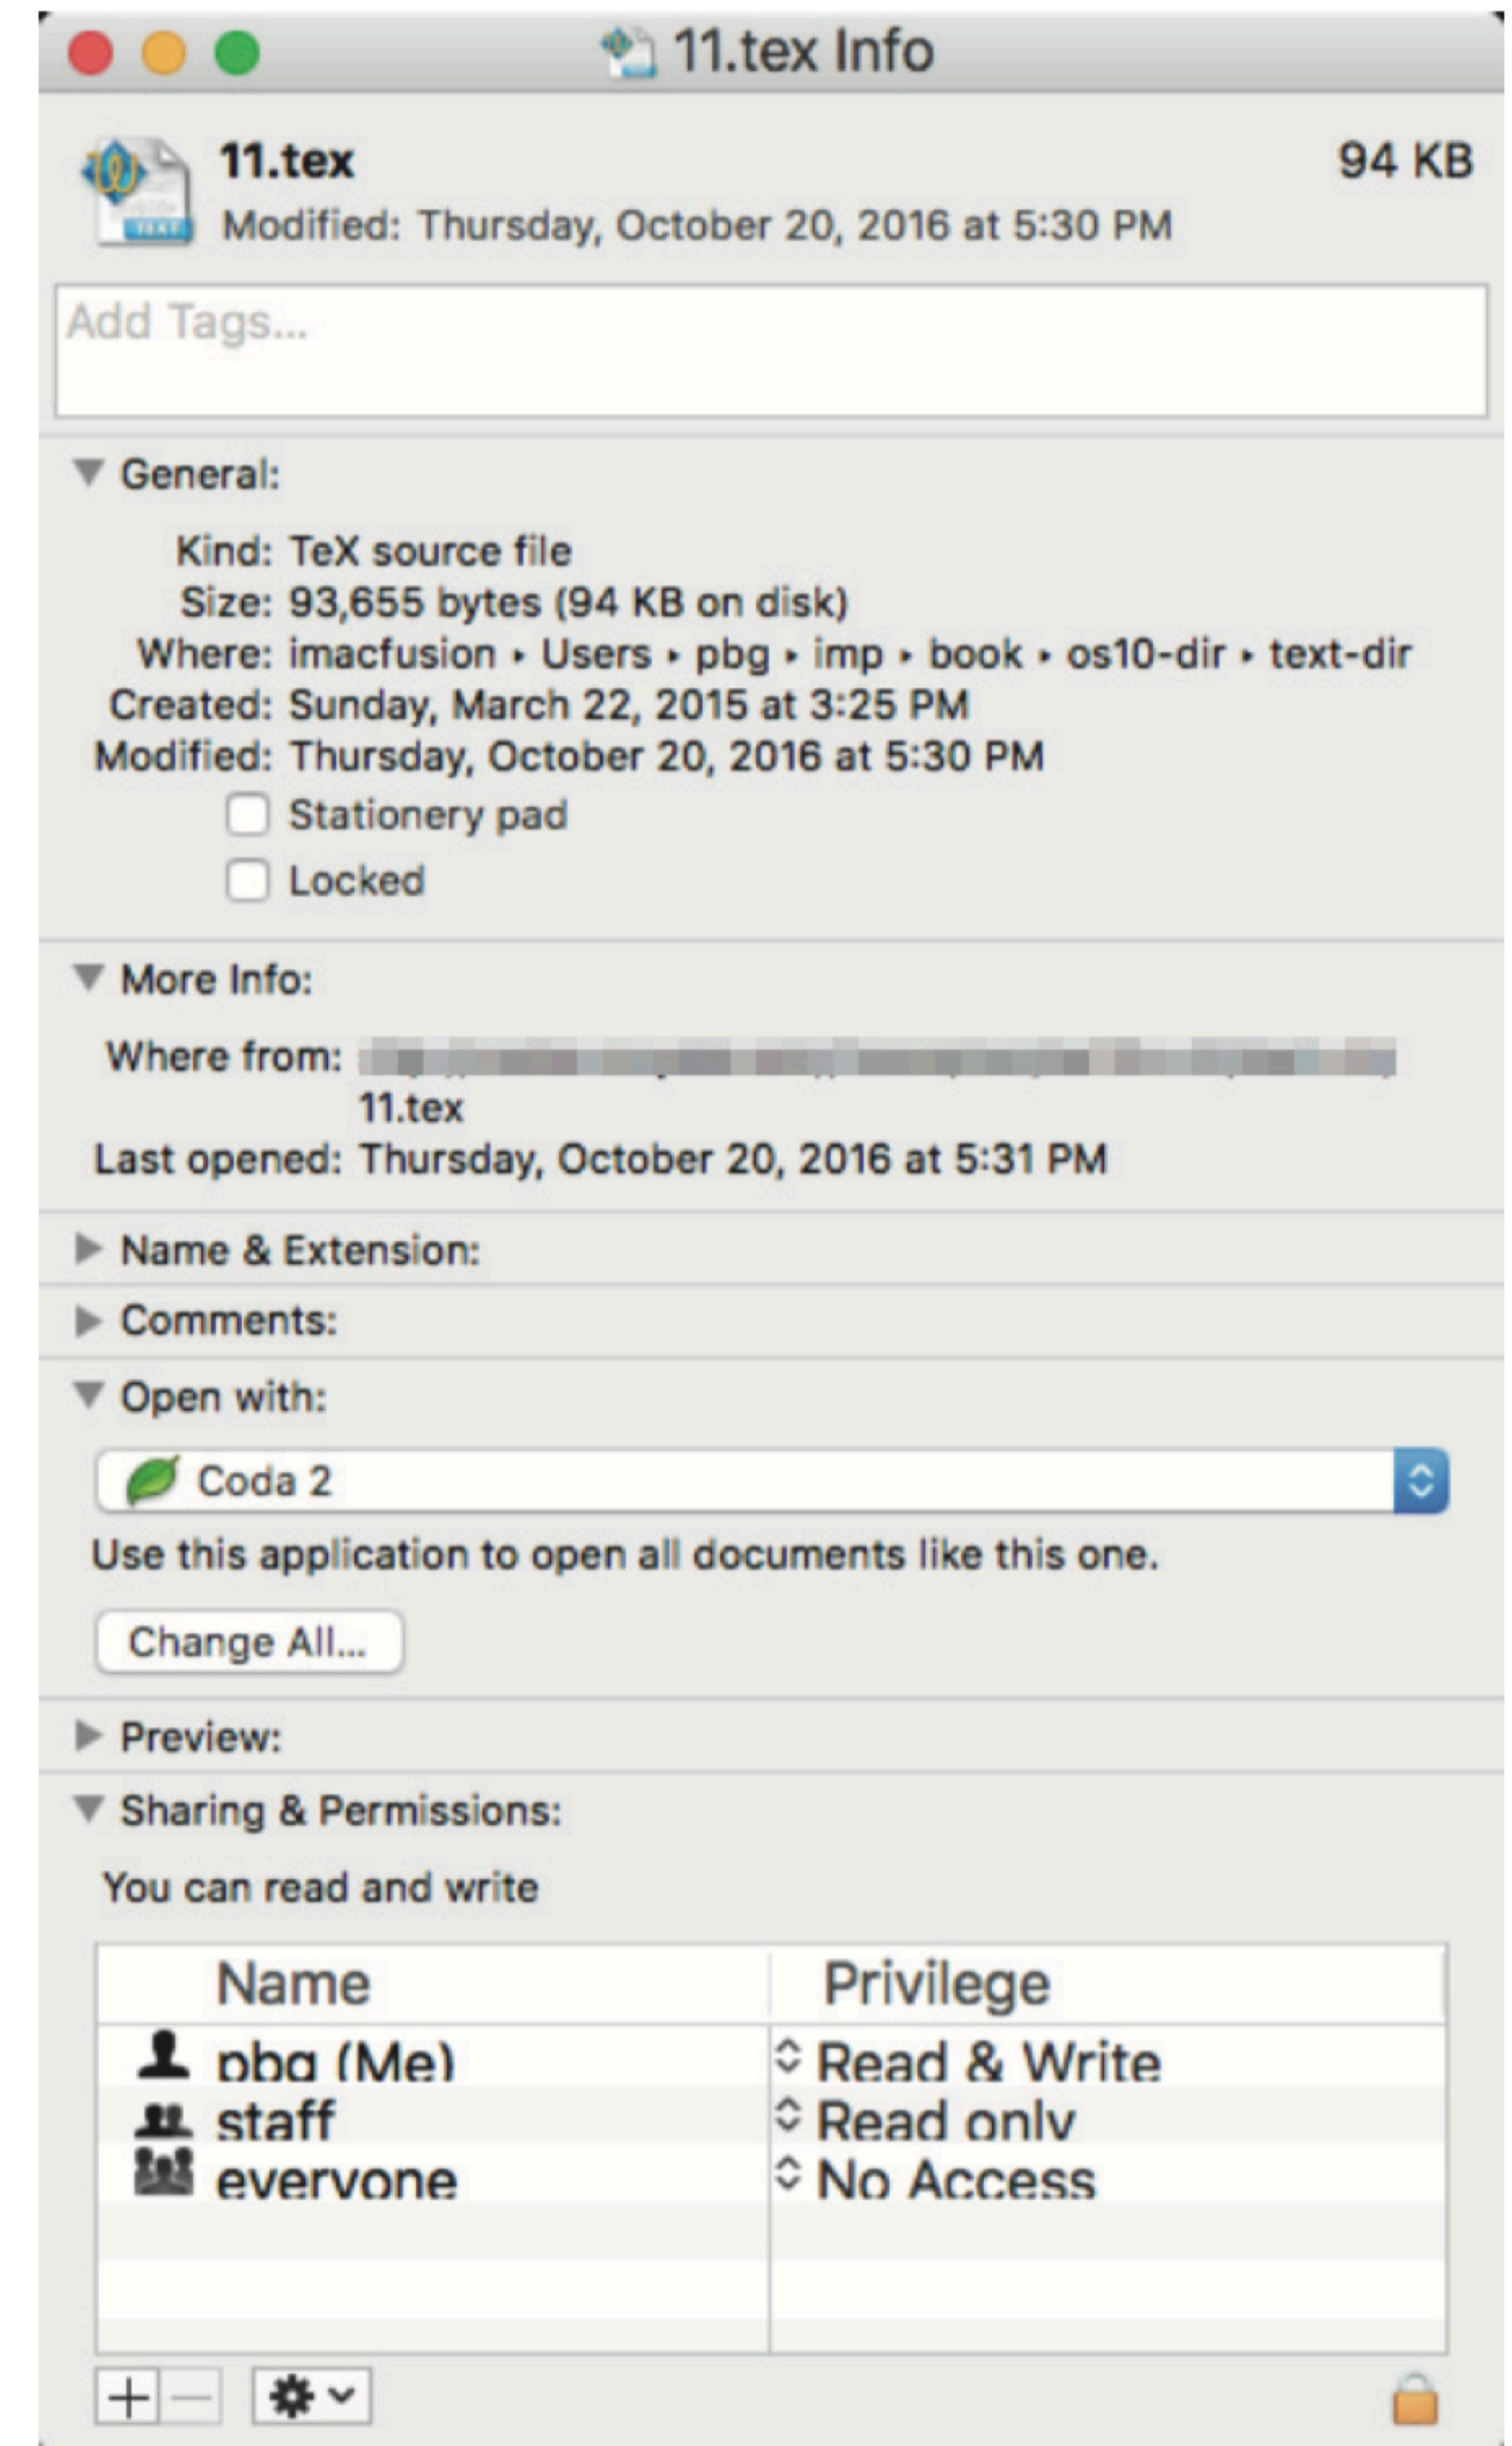 11.tex Info
11.tex 94 KB
Modified: Thursday, October 20, 2016 at 5:30 PM
Add Tags...
General:
Kind: TeX source file
Size: 93,655 bytes (94 KB on disk)
Where: imacfusion ▸ Users ▸ pbg ▸ imp ▸ book ▸ os10-dir ▸ text-dir
Created: Sunday, March 22, 2015 at 3:25 PM
Modified: Thursday, October 20, 2016 at 5:30 PM
Stationery pad
Locked
More Info:
Where from:
11.tex
Last opened: Thursday, October 20, 2016 at 5:31 PM
Name & Extension:
Comments:
Open with:
Coda 2
Use this application to open all documents like this one.
Change All...
Preview:
Sharing & Permissions:
You can read and write
Name Privilege
pbg (Me) Read & Write
staff Read only
everyone No Access